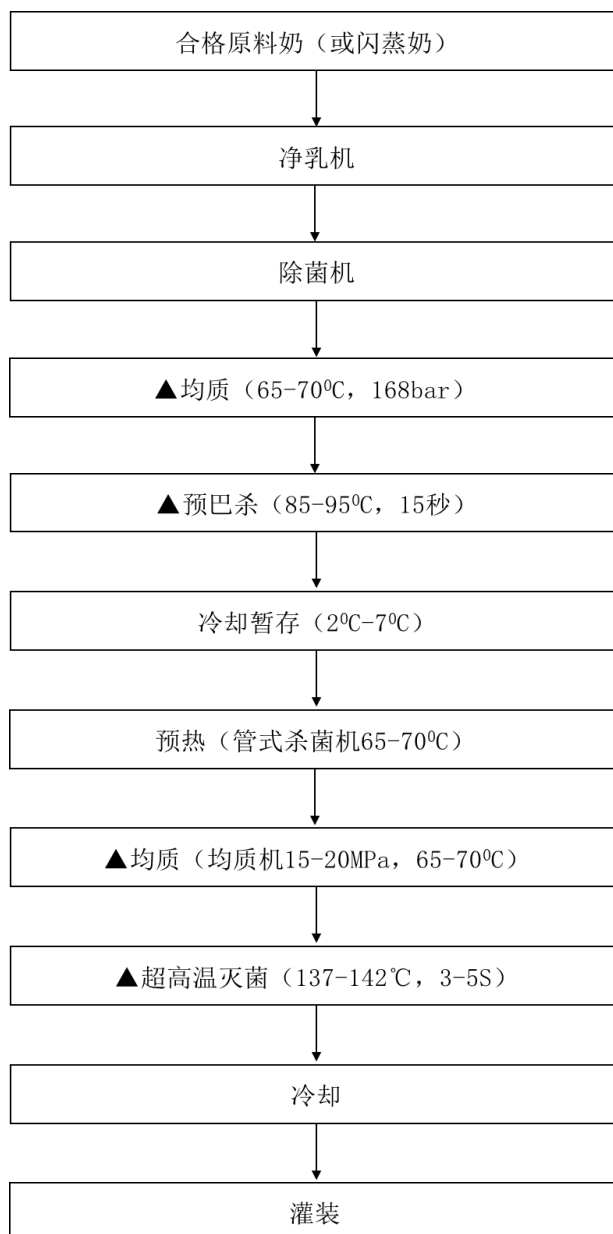 合格原料奶（或闪蒸奶）
净乳机
除菌机
▲均质（65-70⁰C，168bar）
▲预巴杀（85-95⁰C，15秒）
冷却暂存（2⁰C-7⁰C）
预热（管式杀菌机65-70⁰C）
▲均质（均质机15-20MPa，65-70⁰C）
▲超高温灭菌（137-142℃，3-5S）
冷却
灌装